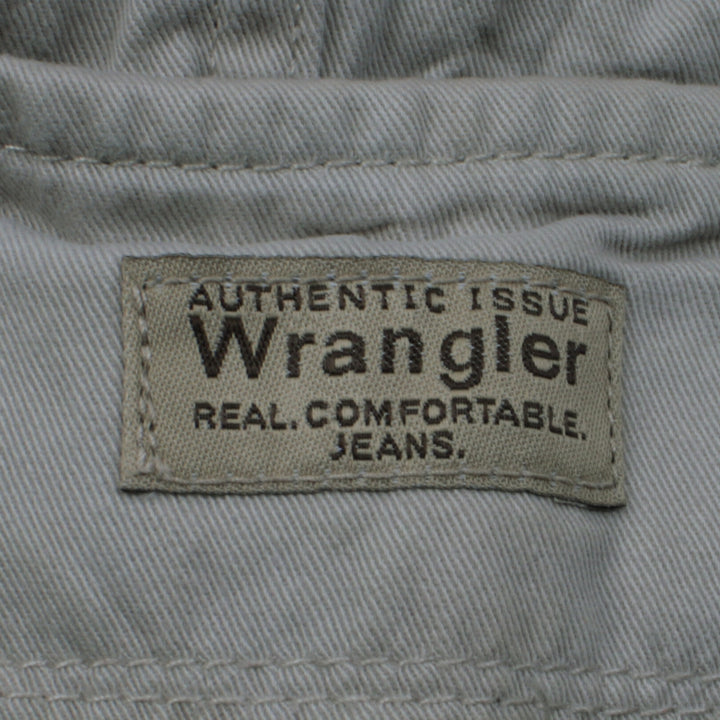 AUTHENTIC ISSUE
Wrangler
REAL. COMFORTABLE.
JEANS.